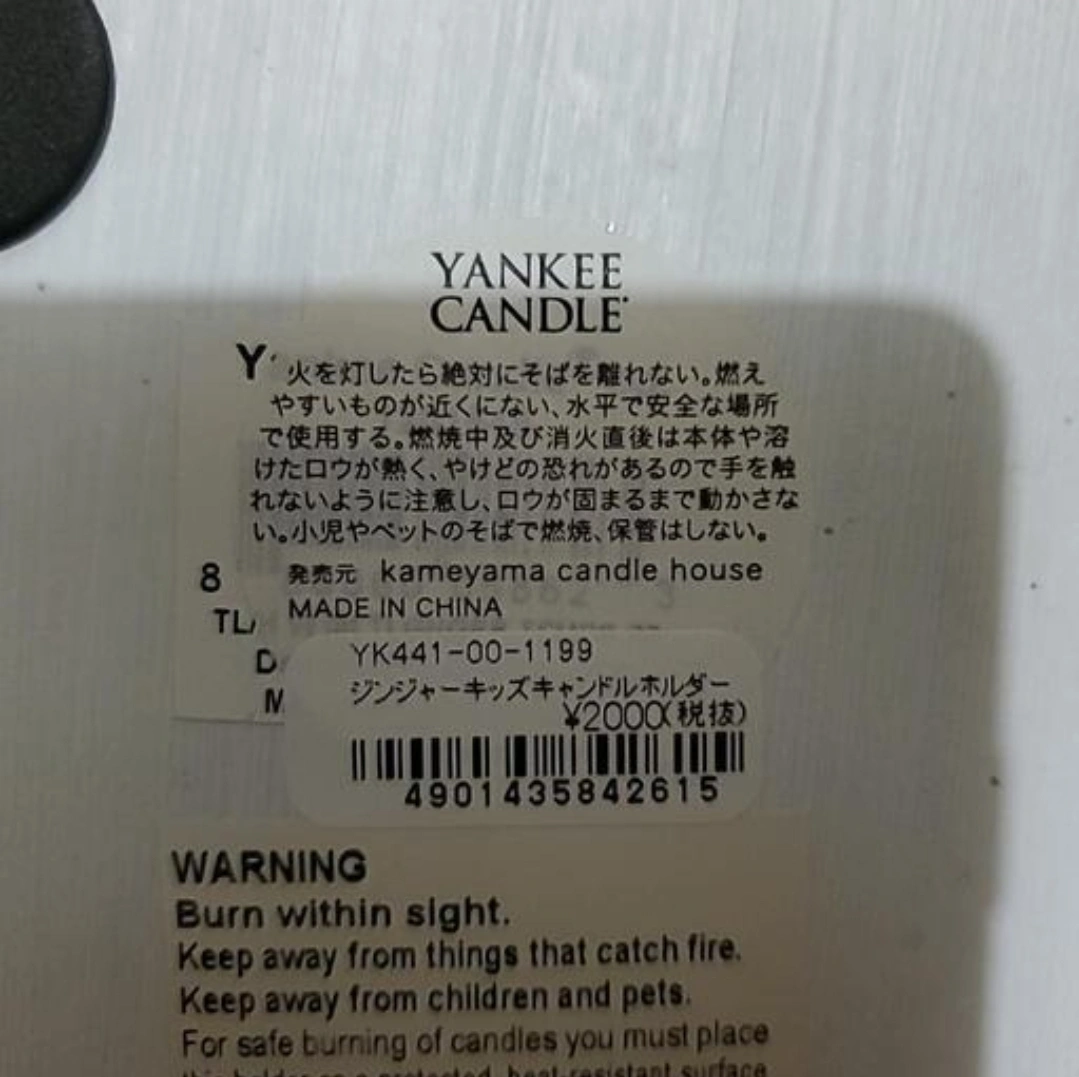 YANKEE
CANDLE
火を灯したら絶対にそばを離れない。燃え
やすいものが近くにない、水平で安全な場所
で使用する。燃焼中及び消火直後は本体や溶
けたロウが熱く、やけどの恐れがあるので手を触
れないように注意し、ロウが固まるまで動かさな
い。小児やペットのそばで燃焼、保管はしない。
発売元 kameyama candle house
MADE IN CHINA
YK441-00-1199
ジンジャーキッズキャンドルホルダー
¥2000(税抜)
4901435842615
WARNING
Burn within sight.
Keep away from things that catch fire.
Keep away from children and pets.
For safe burning of candles you must place
this holder on a protected, heat-resistant surface